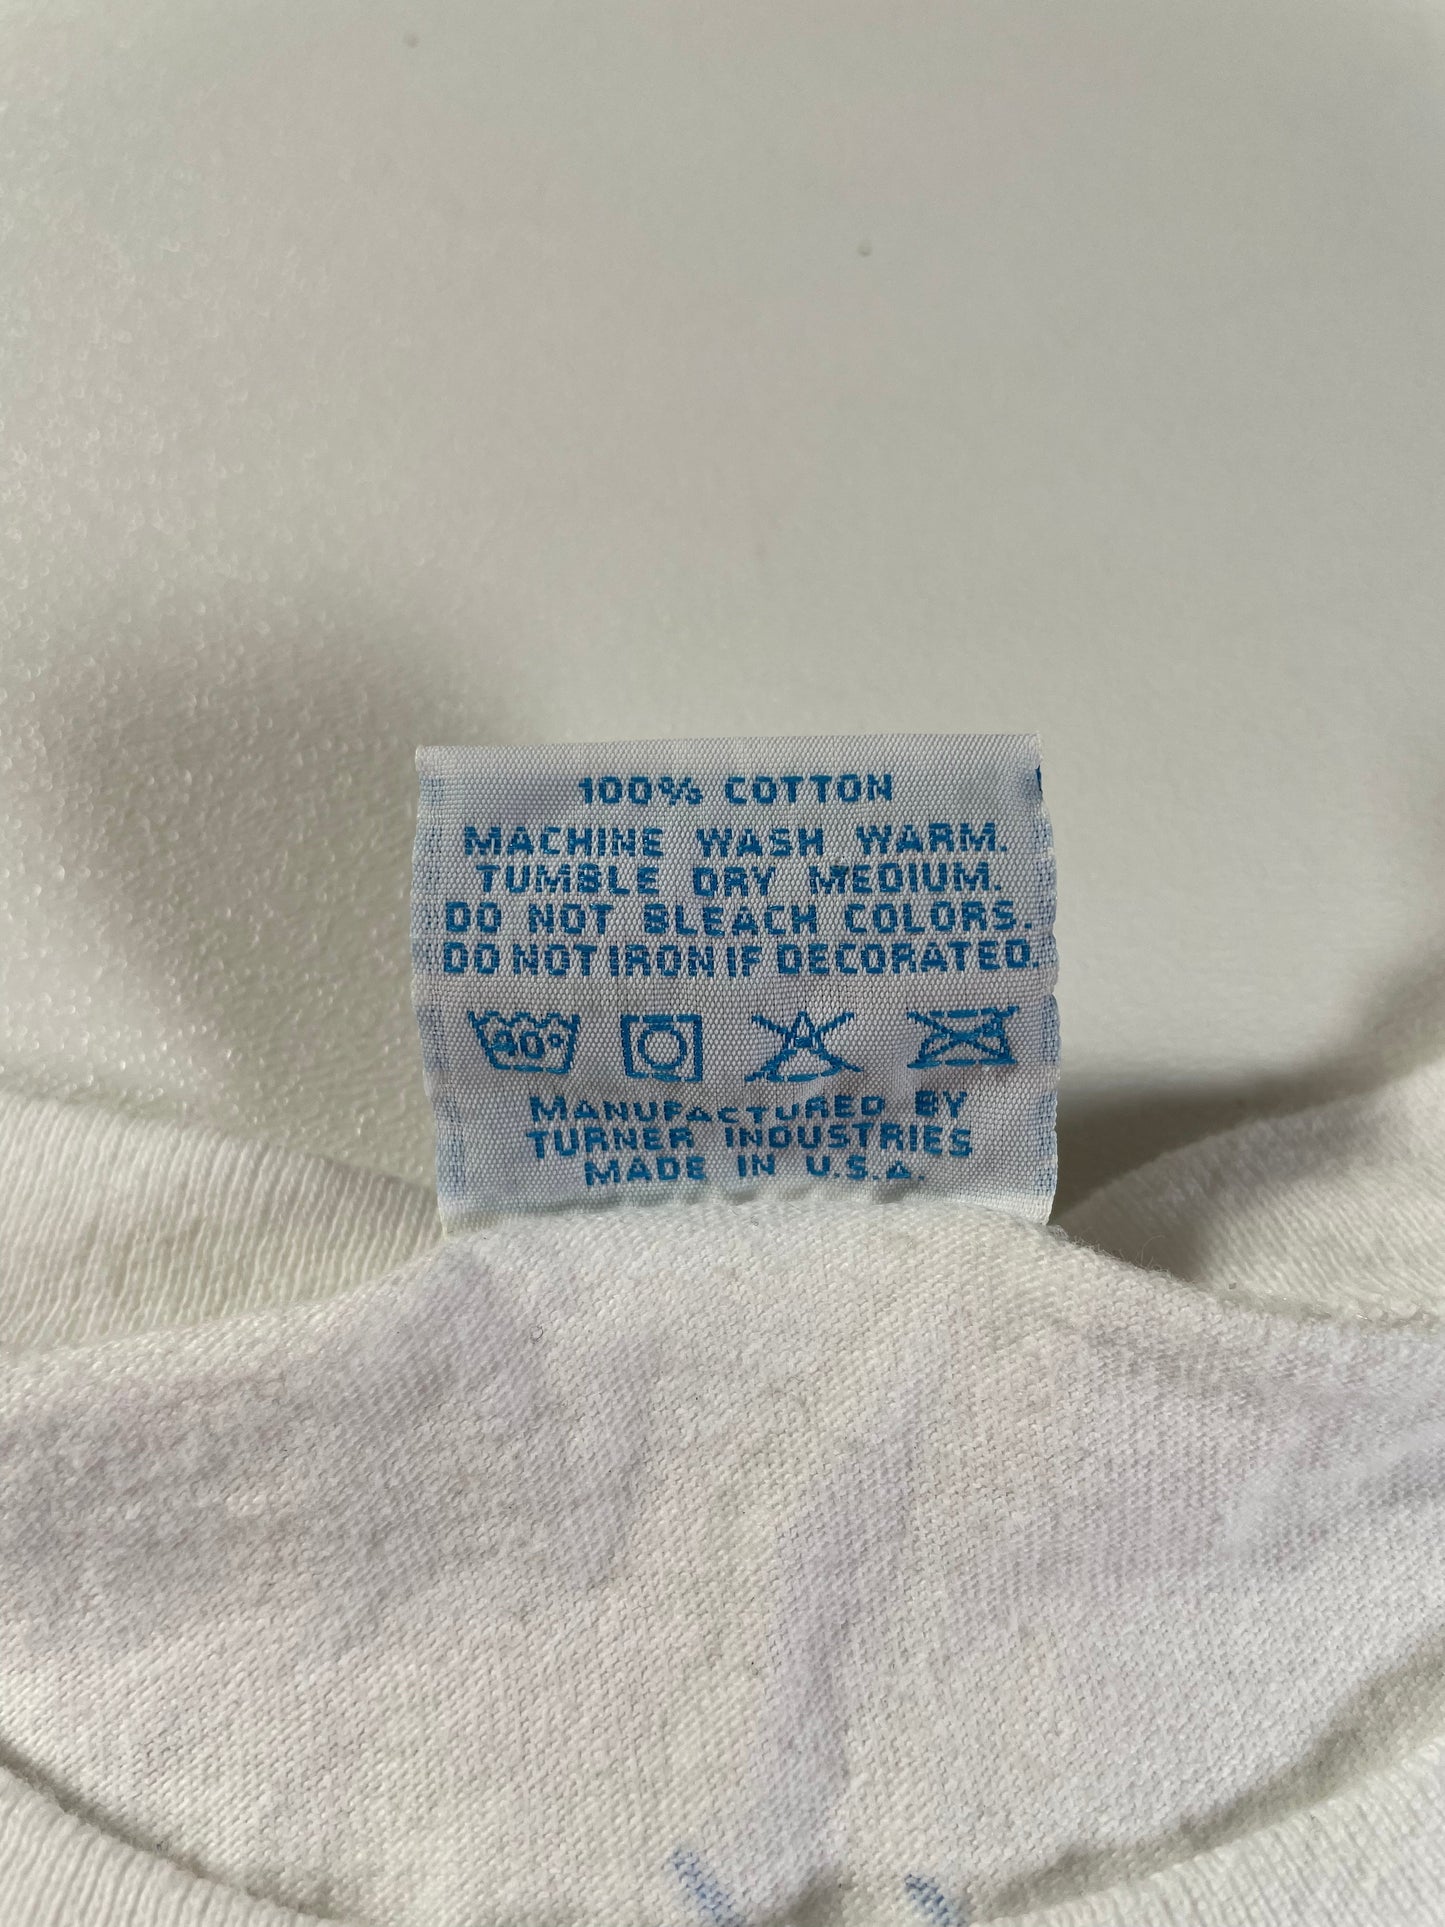 100% COTTON
MACHINE WASH WARM.
TUMBLE DRY MEDIUM.
DO NOT BLEACH COLORS.
DO NOT IRON IF DECORATED.
40°
MANUFACTURED BY
TURNER INDUSTRIES
MADE IN U.S.A.